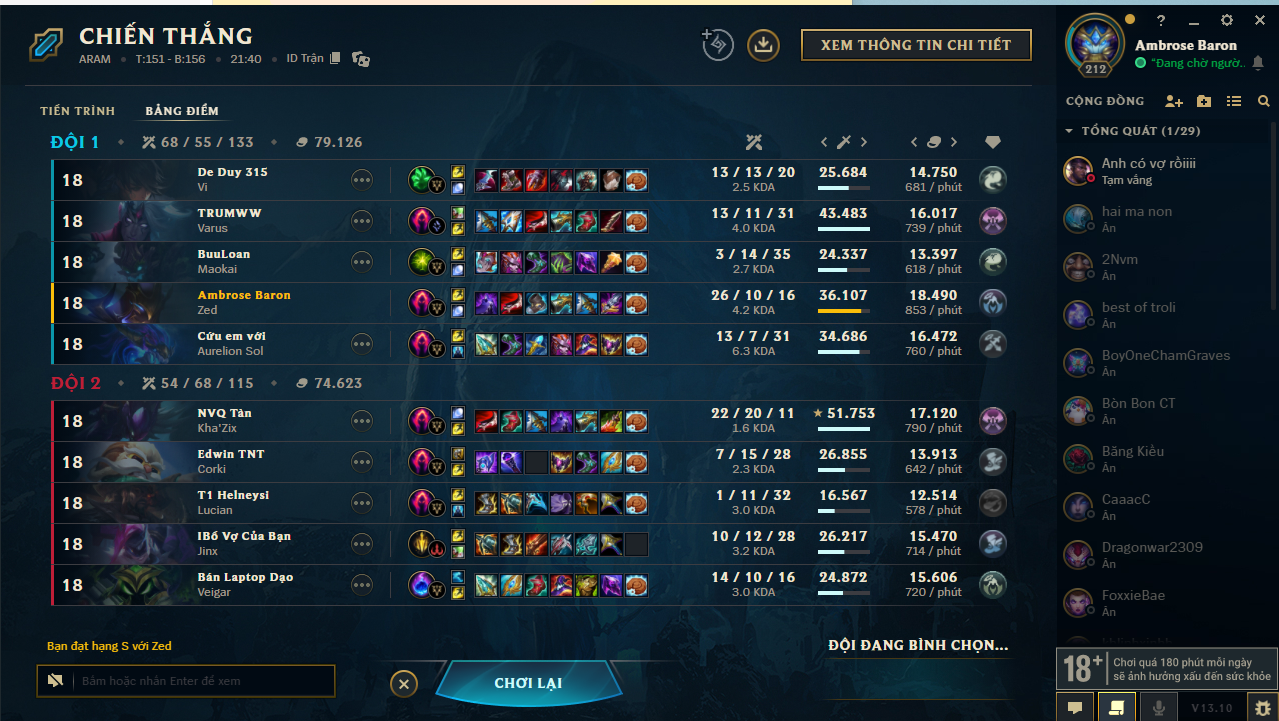 CHIẾN THẮNG
ARAM • T:151 - B:156 • 21:40 • ID Trận
XEM THÔNG TIN CHI TIẾT
TIẾN TRÌNH
BẢNG ĐIỂM
ĐỘI 1 • 68 / 55 / 133 • 79.126
18 De Duy 315 13 / 13 / 20 25.684 14.750
Vi 2.5 KDA 681 / phút
18 TRUMWW 13 / 11 / 31 43.483 16.017
Varus 4.0 KDA 739 / phút
18 BuuLoan 3 / 14 / 35 24.337 13.397
Maokai 2.7 KDA 618 / phút
18 Ambrose Baron 26 / 10 / 16 36.107 18.490
Zed 4.2 KDA 853 / phút
18 Cứu em với 13 / 7 / 31 34.686 16.472
Aurelion Sol 6.3 KDA 760 / phút
ĐỘI 2 • 54 / 68 / 115 • 74.623
18 NVQ Tàn 22 / 20 / 11 51.753 17.120
Kha'Zix 1.6 KDA 790 / phút
18 Edwin TNT 7 / 15 / 28 26.855 13.913
Corki 2.3 KDA 642 / phút
18 T1 Helneysi 1 / 11 / 32 16.567 12.514
Lucian 3.0 KDA 578 / phút
18 IBố Vợ Của Bạn 10 / 12 / 28 26.217 15.470
Jinx 3.2 KDA 714 / phút
18 Bán Laptop Dạo 14 / 10 / 16 24.872 15.606
Veigar 3.0 KDA 720 / phút
Bạn đạt hạng S với Zed
ĐỘI ĐANG BÌNH CHỌN...
Bấm hoặc nhấn Enter để xem
CHƠI LẠI
?
Ambrose Baron
212
"Đang chờ ngườ..
CỘNG ĐỒNG
TỔNG QUÁT (1/29)
Anh có vợ rồiiii
Tạm vắng
hai ma non
Ẩn
2Nvm
Ẩn
best of troli
Ẩn
BoyOneChamGraves
Ẩn
Bòn Bon CT
Ẩn
Băng Kiều
Ẩn
CaaacC
Ẩn
Dragonwar2309
Ẩn
FoxxieBae
Ẩn
18+ Chơi quá 180 phút mỗi ngày
sẽ ảnh hưởng xấu đến sức khỏe
V13.10